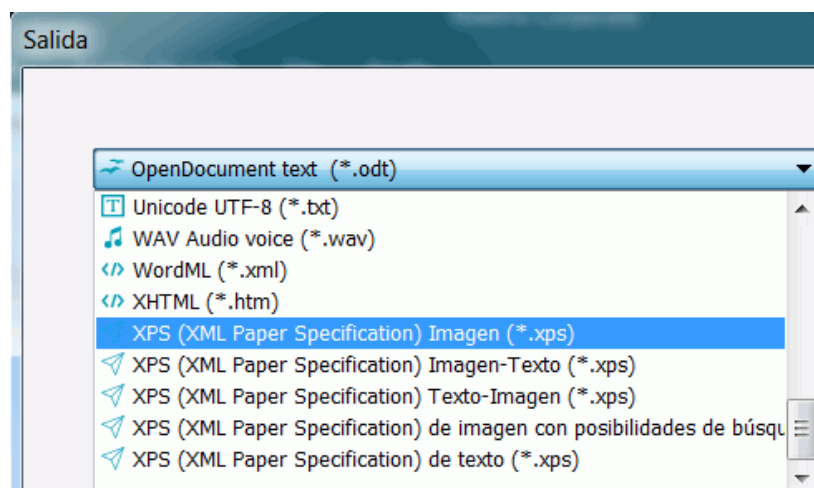 Salida
OpenDocument text (*.odt)
Unicode UTF-8 (*.txt)
WAV Audio voice (*.wav)
WordML (*.xml)
XHTML (*.htm)
XPS (XML Paper Specification) Imagen (*.xps)
XPS (XML Paper Specification) Imagen-Texto (*.xps)
XPS (XML Paper Specification) Texto-Imagen (*.xps)
XPS (XML Paper Specification) de imagen con posibilidades de búsqu
XPS (XML Paper Specification) de texto (*.xps)